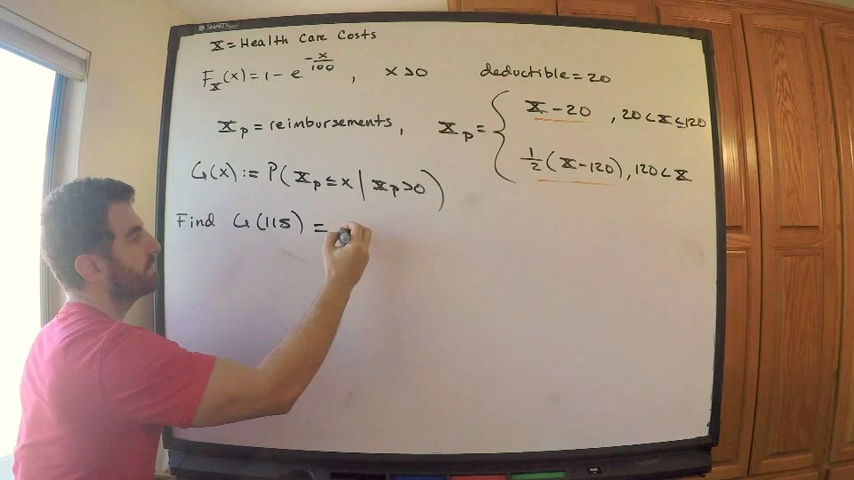 SMART
X = Health Care Costs
F_X(x) = 1 - e^{-x/100} , x > 0
deductible = 20
X_p = reimbursements, X_p = { X - 20 , 20 < X ≤ 120
1/2 (X - 120), 120 < X
G(x) := P( X_p ≤ x | X_p > 0 )
Find G(115) =